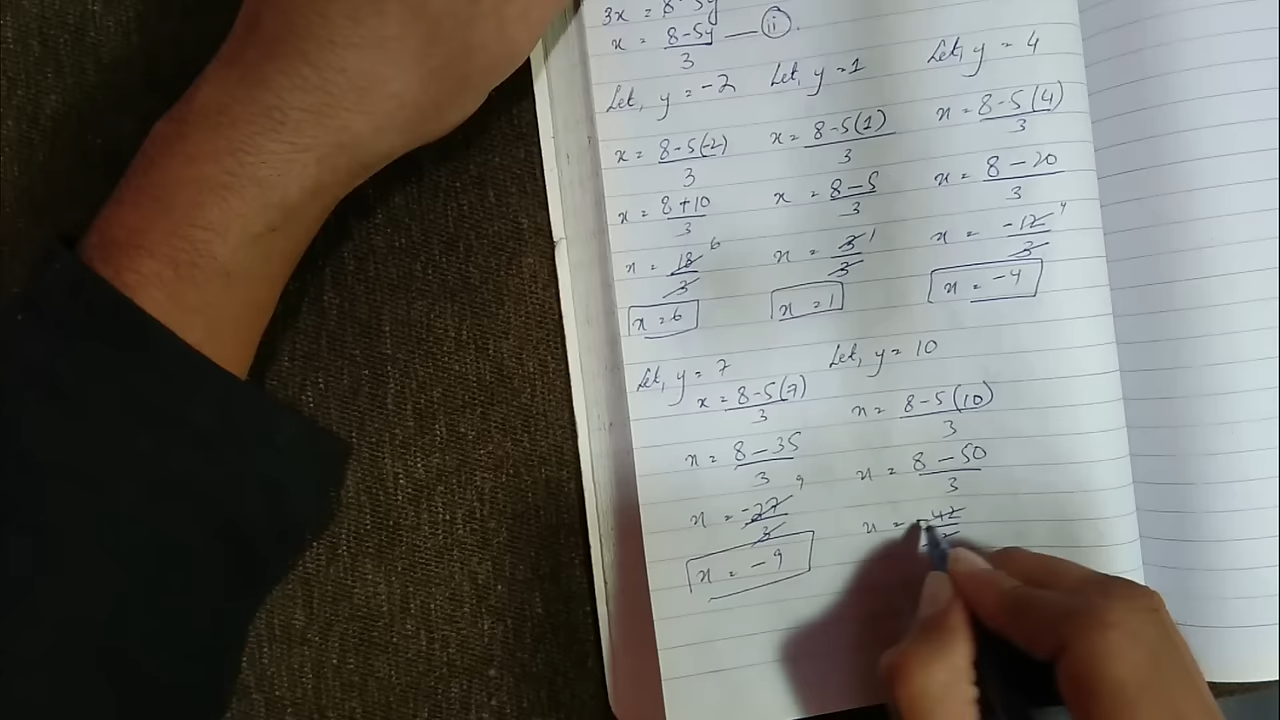 3x = 8-5y
x = 8-5y/3 — (ii).
Let, y = -2 Let, y = 1 Let, y = 4
x = 8-5(-2)/3 x = 8-5(1)/3 x = 8-5(4)/3
x = 8+10/3 x = 8-5/3 x = 8-20/3
x = 18/3 6 x = 3/3 1 x = -12/3 4
x = 6 x = 1 x = -4
Let, y = 7 Let, y = 10
x = 8-5(7)/3 x = 8-5(10)/3
x = 8-35/3 x = 8-50/3
x = -27/3 9 x = -42
x = -9